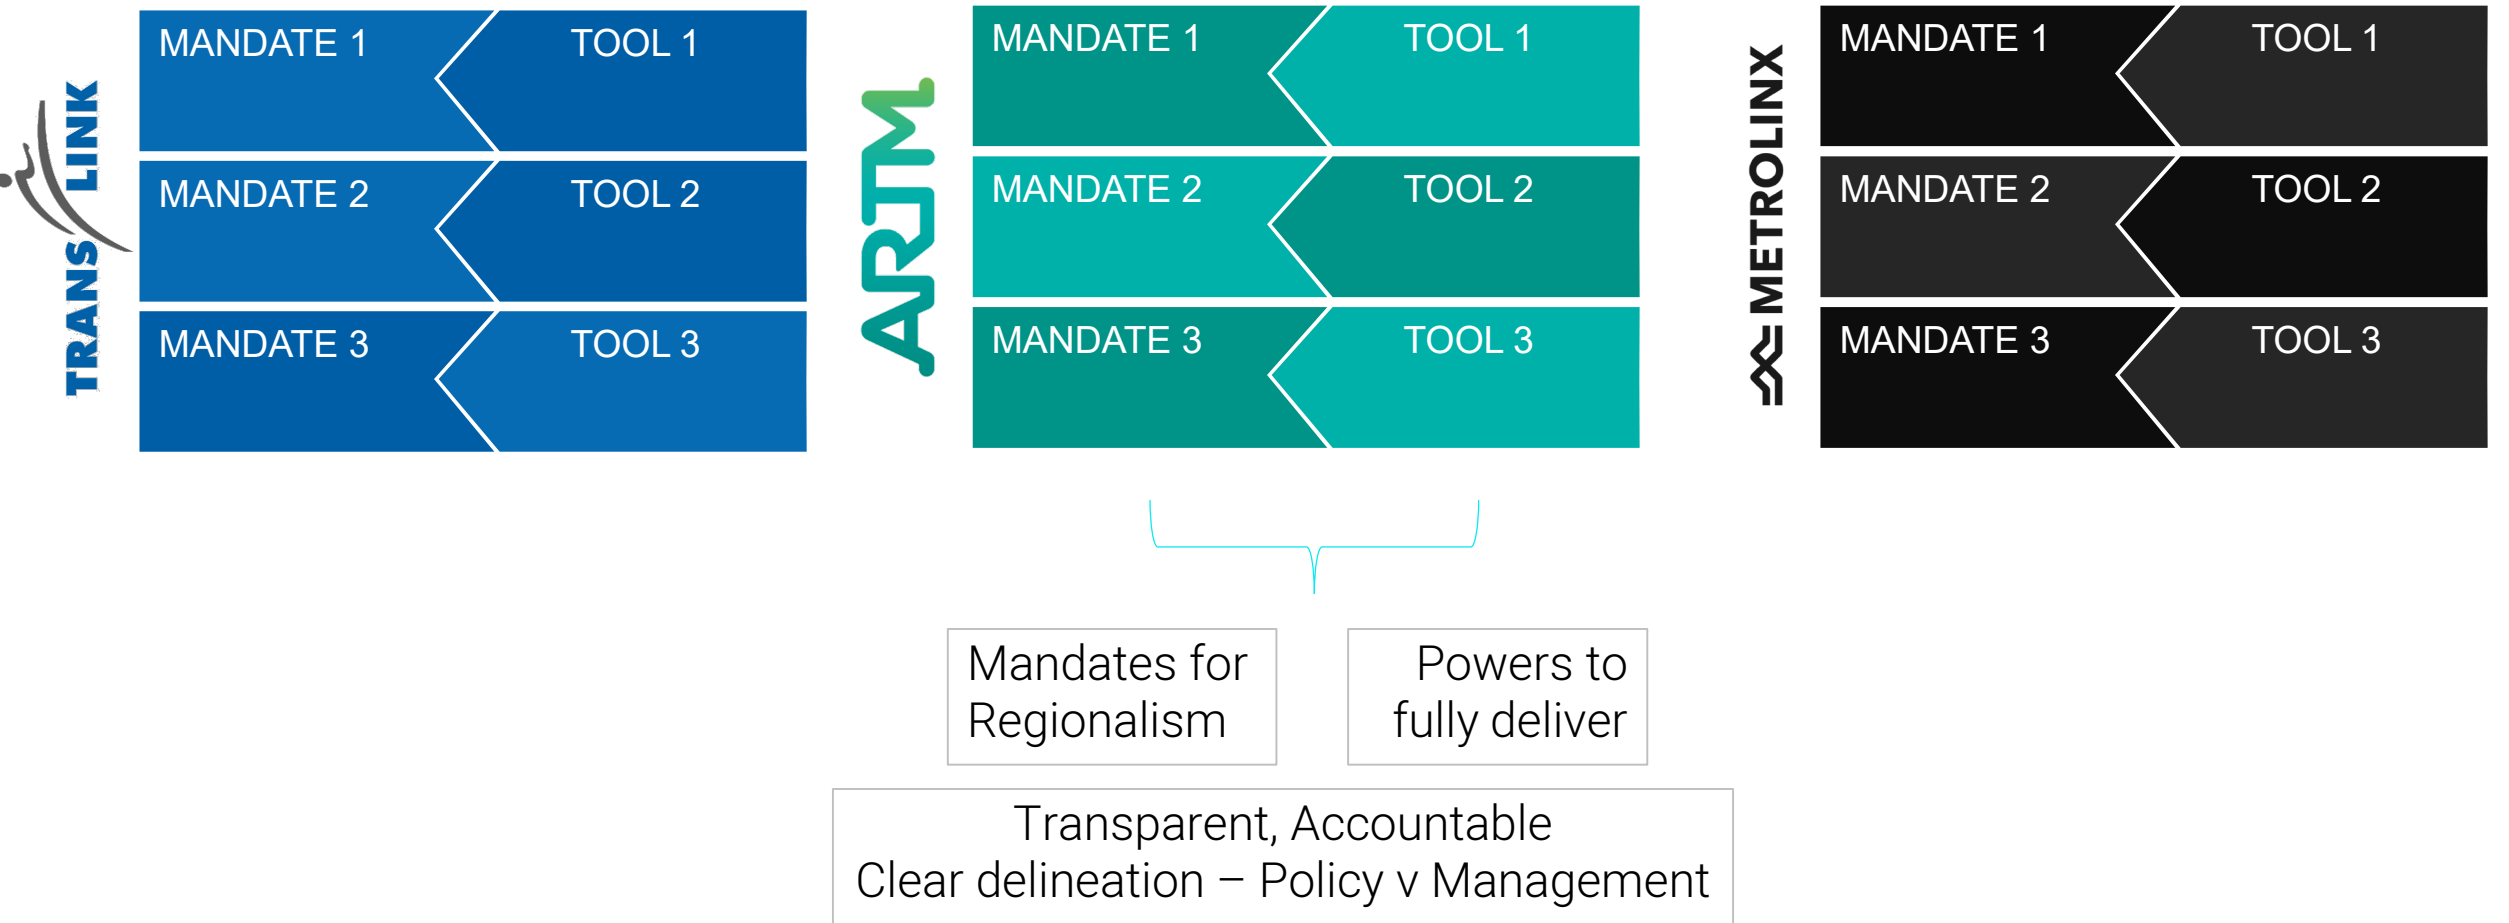 TRANS LINK
MANDATE 1
TOOL 1
MANDATE 2
TOOL 2
MANDATE 3
TOOL 3
ARTM
MANDATE 1
TOOL 1
MANDATE 2
TOOL 2
MANDATE 3
TOOL 3
METROLINX
MANDATE 1
TOOL 1
MANDATE 2
TOOL 2
MANDATE 3
TOOL 3
Mandates for
Regionalism
Powers to
fully deliver
Transparent, Accountable
Clear delineation – Policy v Management